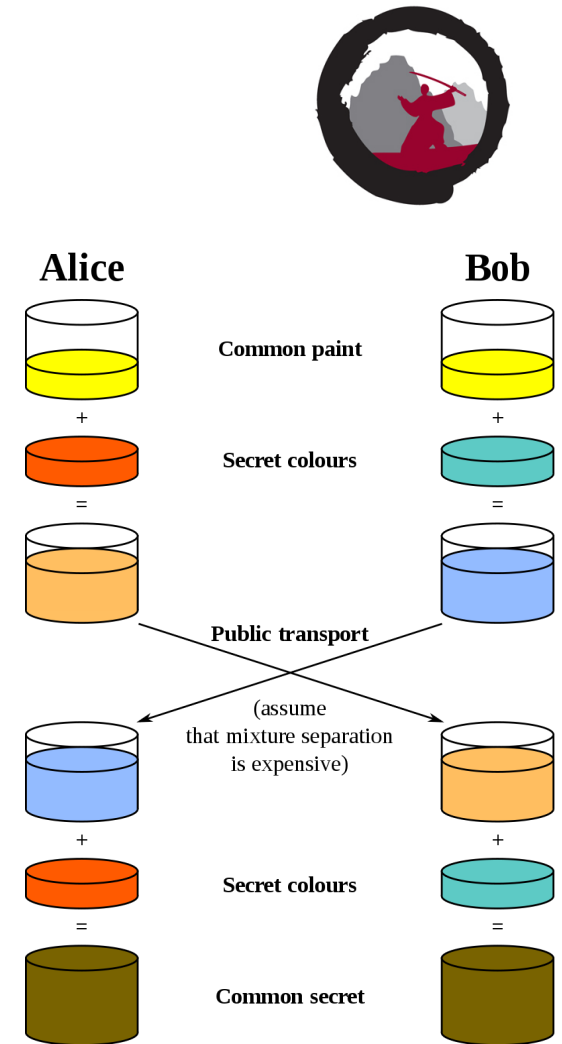 Alice Bob
Common paint
+ +
Secret colours
= =
Public transport
(assume
that mixture separation
is expensive)
+ +
Secret colours
= =
Common secret